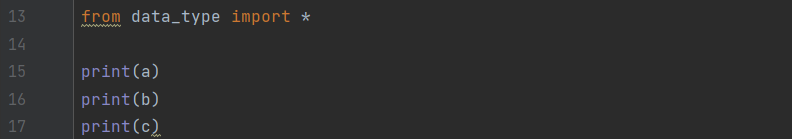 13 from data_type import *
14
15 print(a)
16 print(b)
17 print(c)